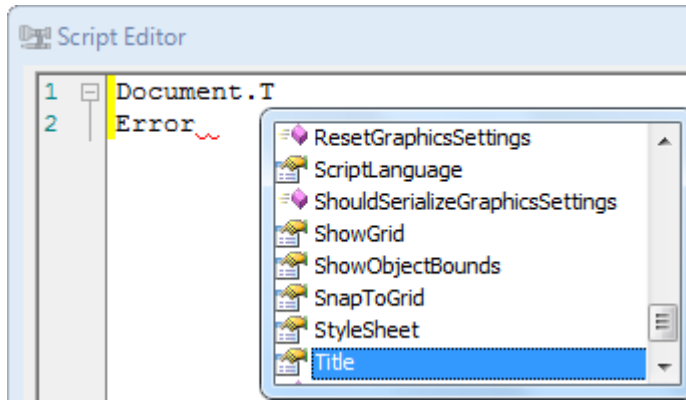 Script Editor
1 Document.T
2 Error
ResetGraphicsSettings
ScriptLanguage
ShouldSerializeGraphicsSettings
ShowGrid
ShowObjectBounds
SnapToGrid
StyleSheet
Title